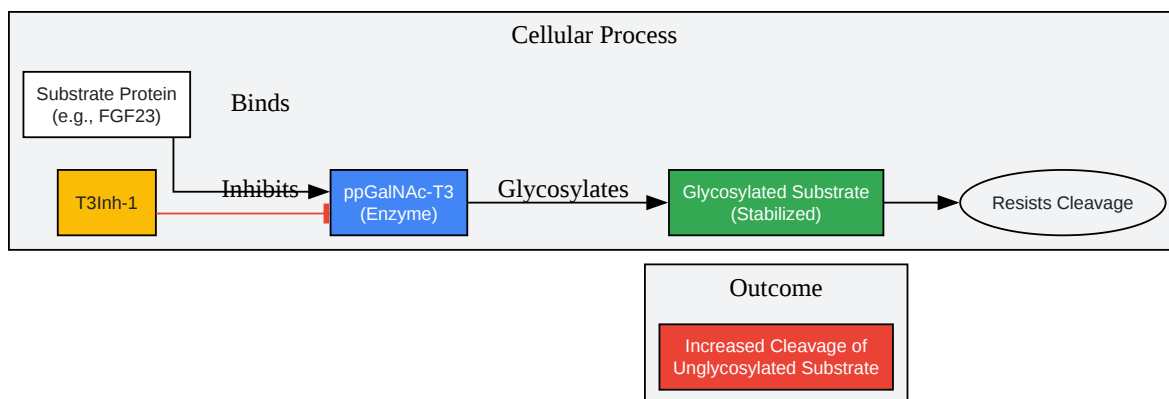 Cellular Process
Substrate Protein
(e.g., FGF23)
Binds
T3Inh-1
Inhibits
ppGalNAc-T3
(Enzyme)
Glycosylates
Glycosylated Substrate
(Stabilized)
Resists Cleavage
Outcome
Increased Cleavage of
Unglycosylated Substrate